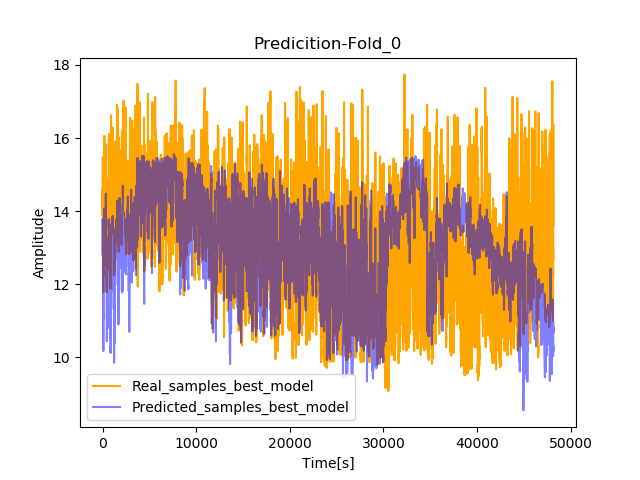 Predicition-Fold_0
18
16
14
12
10
Amplitude
Real_samples_best_model
Predicted_samples_best_model
0
10000
20000
30000
40000
50000
Time[s]